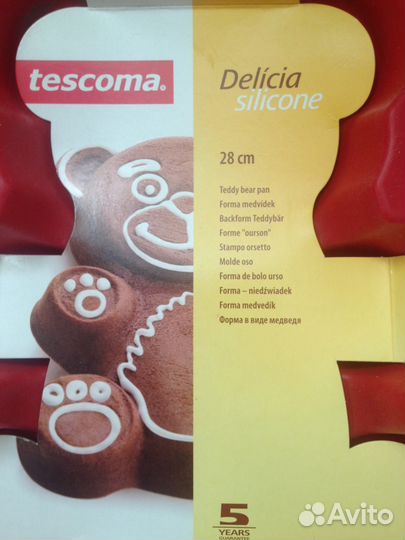 tescoma.
Delícia
silicone
28 cm
Teddy bear pan
Forma medvídek
Backform Teddybär
Forme "ourson"
Stampo orsetto
Molde oso
Forma de bolo urso
Forma – niedźwiadek
Forma medvedík
Форма в виде медведя
5
YEARS
GUARANTEE
Avito